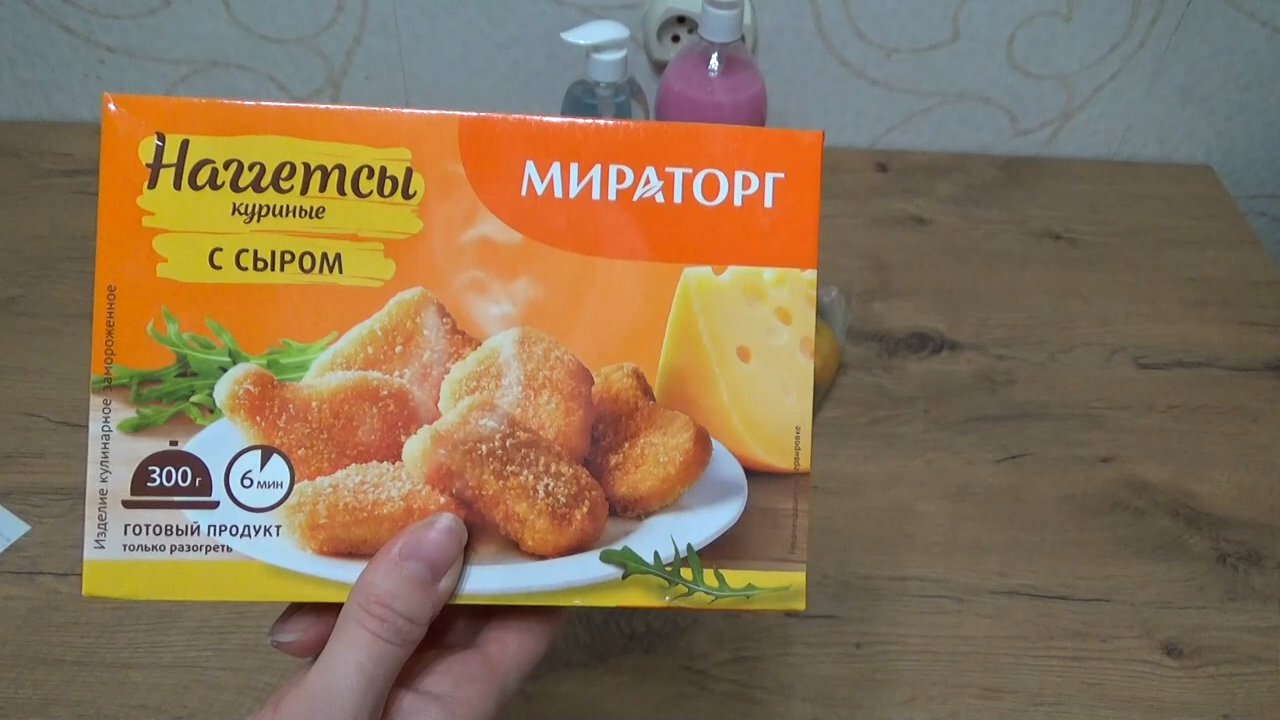 Наггетсы
куриные
с сыром
МИРАТОРГ
Изделие кулинарное замороженное
300 г
6 мин
ГОТОВЫЙ ПРОДУКТ
только разогреть